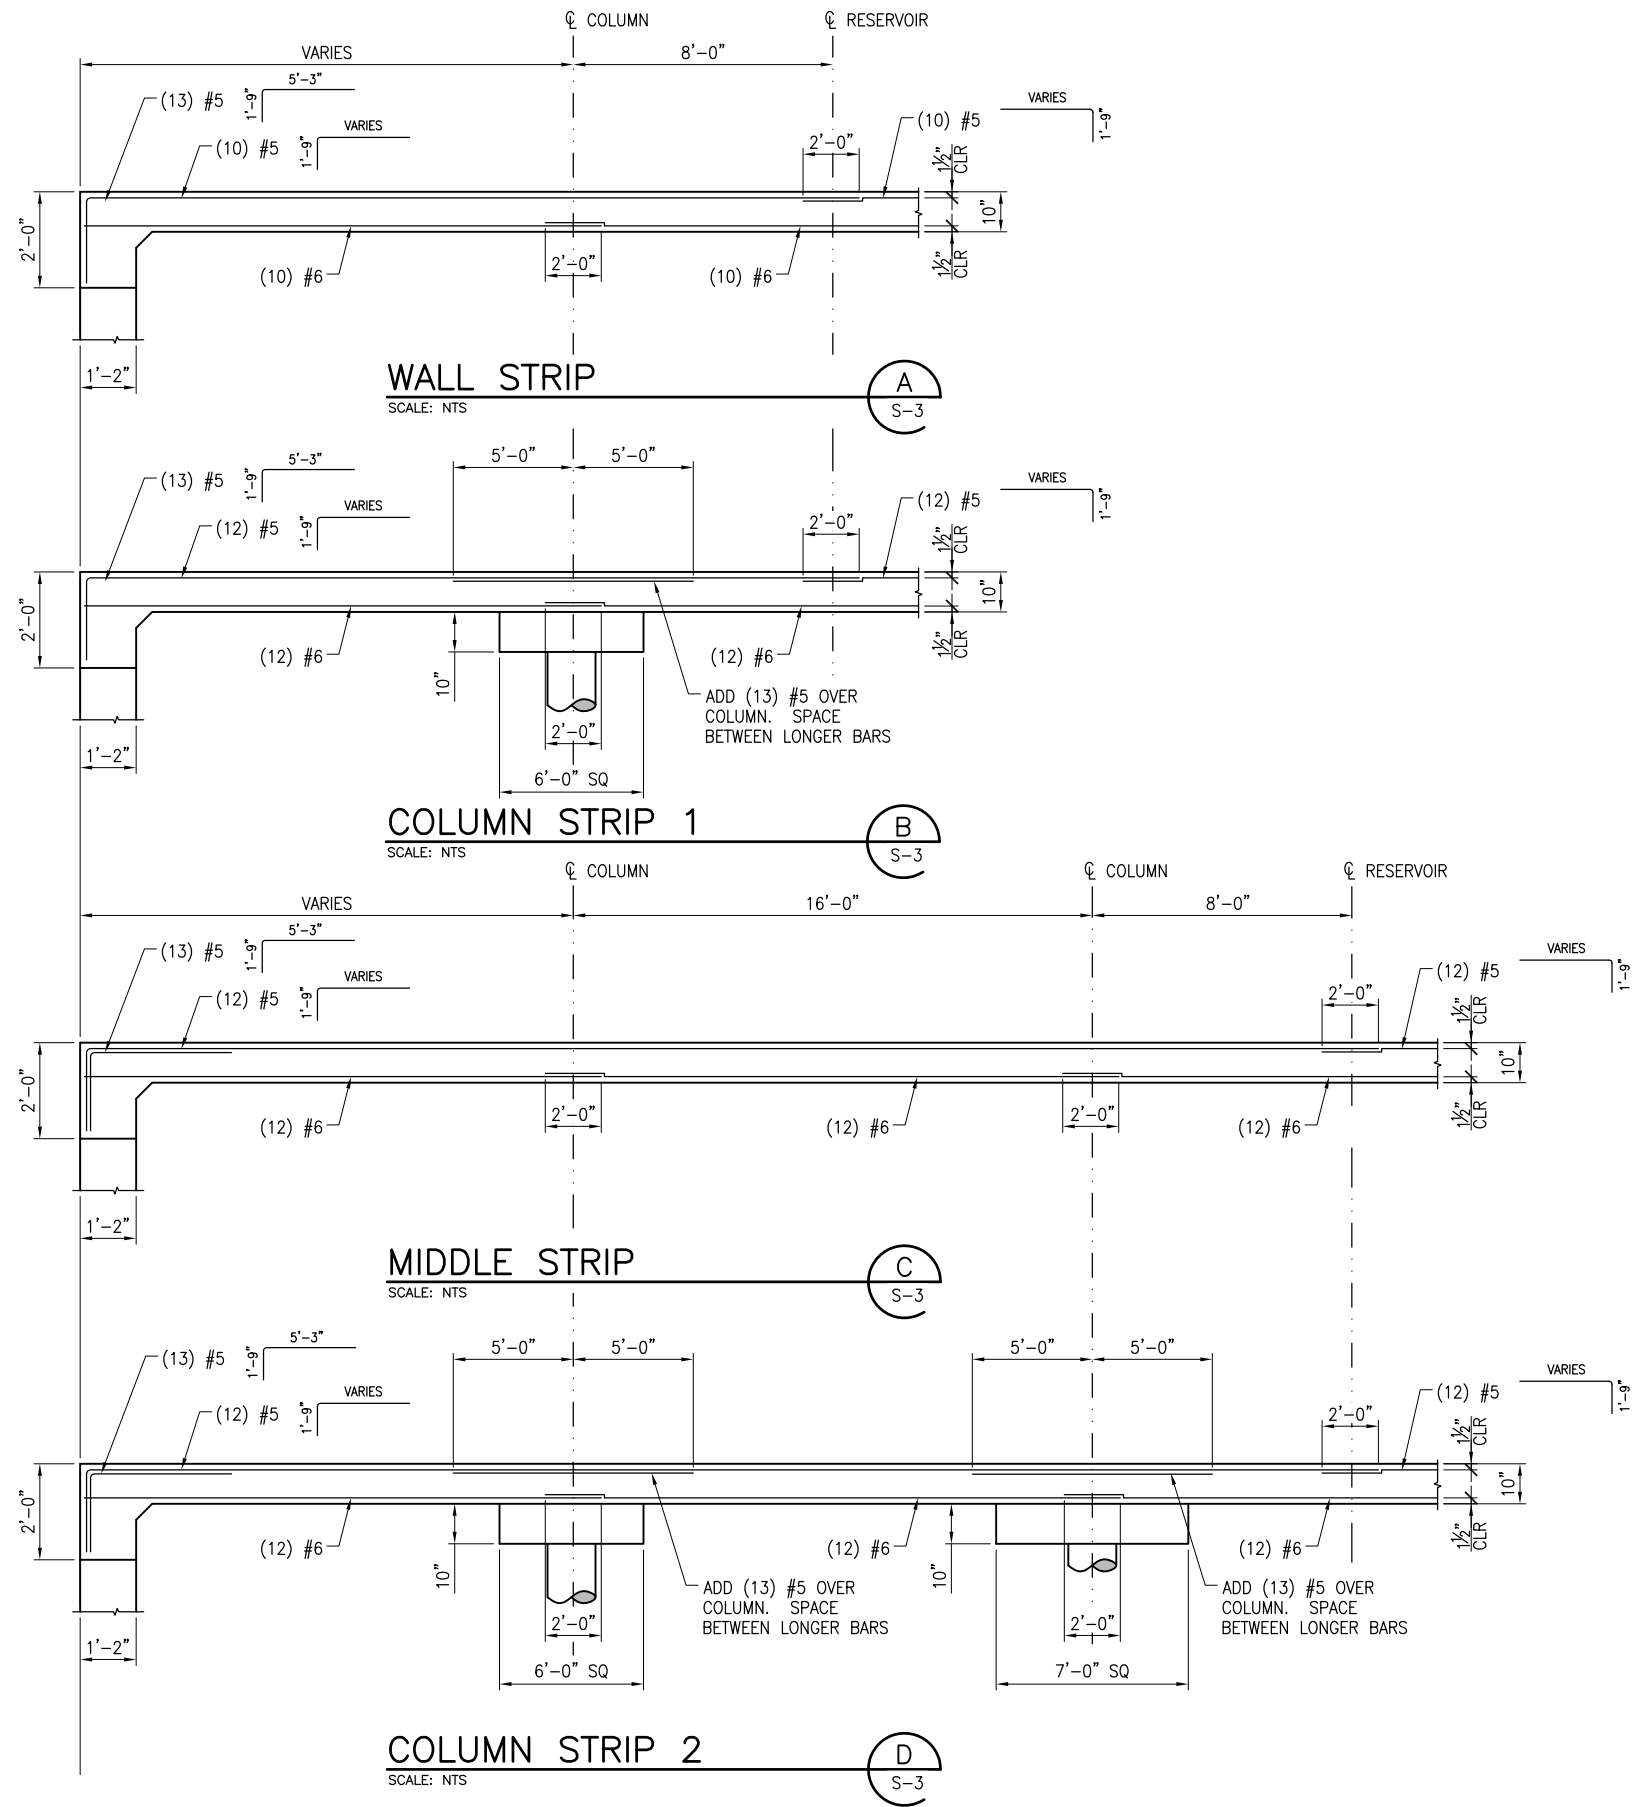 ℄ COLUMN
℄ RESERVOIR
VARIES
8'-0"
5'-3"
1'-9"
(13) #5
VARIES
1'-9"
(10) #5
VARIES
1'-9"
(10) #5
2'-0"
1½"
CLR
10"
1½"
CLR
2'-0"
(10) #6
2'-0"
(10) #6
1'-2"
WALL STRIP
SCALE: NTS
A
S-3
5'-3"
1'-9"
(13) #5
VARIES
1'-9"
(12) #5
5'-0"
5'-0"
VARIES
1'-9"
(12) #5
2'-0"
1½"
CLR
10"
1½"
CLR
2'-0"
(12) #6
10"
(12) #6
ADD (13) #5 OVER
COLUMN. SPACE
BETWEEN LONGER BARS
2'-0"
1'-2"
6'-0" SQ
COLUMN STRIP 1
SCALE: NTS
B
S-3
℄ COLUMN
℄ COLUMN
℄ RESERVOIR
VARIES
16'-0"
8'-0"
5'-3"
1'-9"
(13) #5
VARIES
1'-9"
(12) #5
VARIES
1'-9"
(12) #5
2'-0"
1½"
CLR
10"
1½"
CLR
2'-0"
(12) #6
2'-0"
(12) #6
2'-0"
(12) #6
1'-2"
MIDDLE STRIP
SCALE: NTS
C
S-3
5'-3"
1'-9"
(13) #5
VARIES
1'-9"
(12) #5
5'-0"
5'-0"
5'-0"
5'-0"
VARIES
1'-9"
(12) #5
2'-0"
1½"
CLR
10"
1½"
CLR
2'-0"
(12) #6
10"
(12) #6
10"
(12) #6
ADD (13) #5 OVER
COLUMN. SPACE
BETWEEN LONGER BARS
ADD (13) #5 OVER
COLUMN. SPACE
BETWEEN LONGER BARS
2'-0"
2'-0"
1'-2"
6'-0" SQ
7'-0" SQ
COLUMN STRIP 2
SCALE: NTS
D
S-3